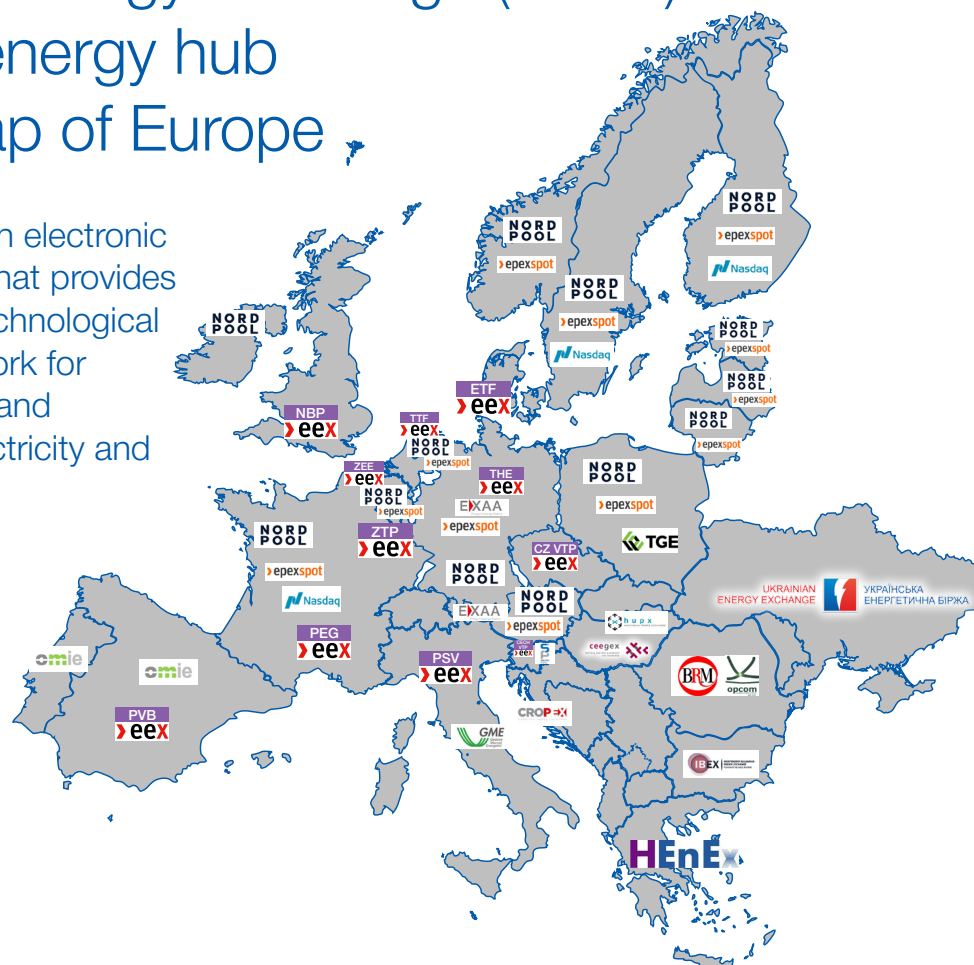 energy hub
ap of Europe
n electronic
hat provides
chnological
ork for
and
ctricity and
NORD
POOL
epexspot
Nasdaq
NORD
POOL
epexspot
NORD
POOL
epexspot
Nasdaq
NORD
POOL
NORD
POOL
epexspot
NORD
POOL
epexspot
NORD
POOL
epexspot
ETF
eex
NBP
eex
TTF
eex
NORD
POOL
epexspot
ZEE
eex
NORD
POOL
epexspot
ZTP
eex
THE
eex
EXAA
epexspot
NORD
POOL
NORD
POOL
epexspot
TGE
CZ VTP
eex
NORD
POOL
epexspot
Nasdaq
PEG
eex
EXAA
NORD
POOL
epexspot
hupx
ceegex
UKRAINIAN
ENERGY EXCHANGE
УКРАЇНСЬКА
ЕНЕРГЕТИЧНА БІРЖА
omie
omie
PVB
eex
PSV
eex
eex
CROPEX
GME
BRM
opcom
IBEX
HEnEx